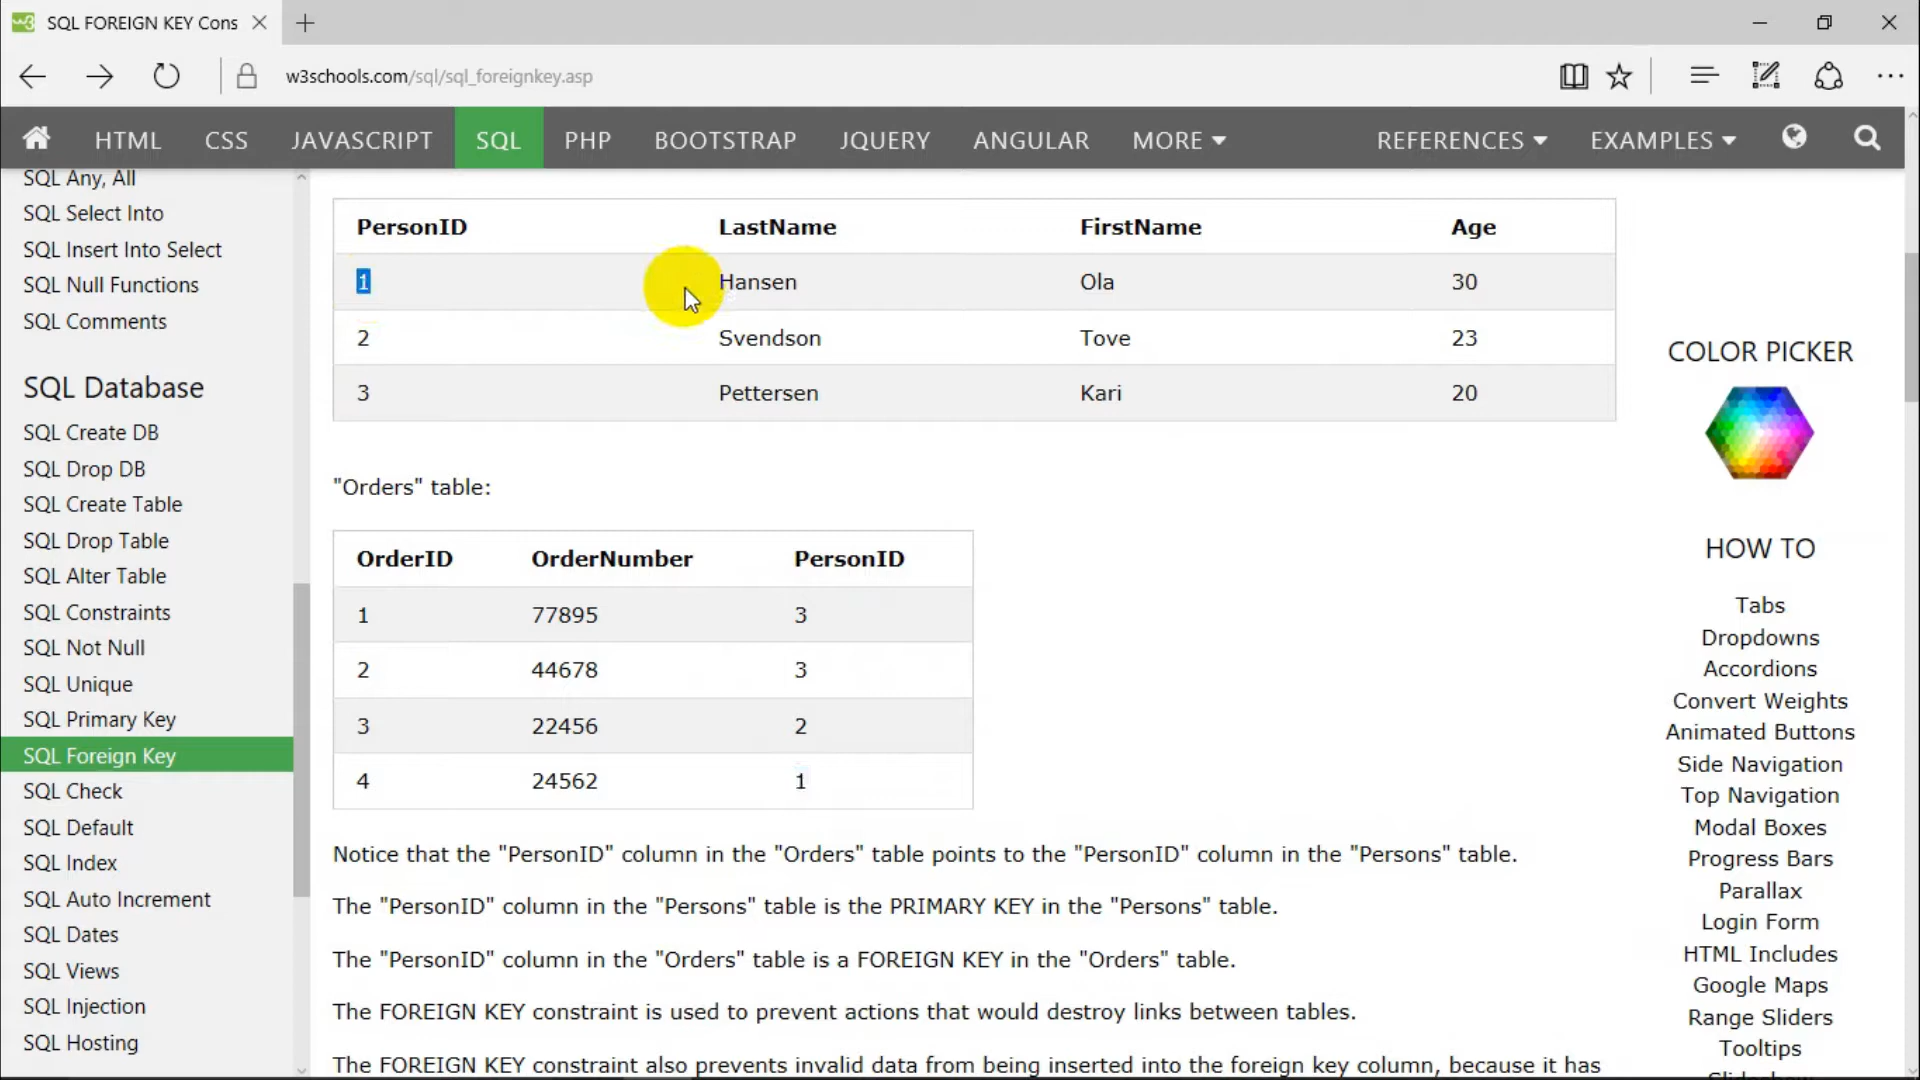 SQL FOREIGN KEY Cons
w3schools.com/sql/sql_foreignkey.asp
HTML CSS JAVASCRIPT SQL PHP BOOTSTRAP JQUERY ANGULAR MORE REFERENCES EXAMPLES
SQL Any, All
SQL Select Into
SQL Insert Into Select
SQL Null Functions
SQL Comments
SQL Database
SQL Create DB
SQL Drop DB
SQL Create Table
SQL Drop Table
SQL Alter Table
SQL Constraints
SQL Not Null
SQL Unique
SQL Primary Key
SQL Foreign Key
SQL Check
SQL Default
SQL Index
SQL Auto Increment
SQL Dates
SQL Views
SQL Injection
SQL Hosting
PersonID LastName FirstName Age
1 Hansen Ola 30
2 Svendson Tove 23
3 Pettersen Kari 20
"Orders" table:
OrderID OrderNumber PersonID
1 77895 3
2 44678 3
3 22456 2
4 24562 1
Notice that the "PersonID" column in the "Orders" table points to the "PersonID" column in the "Persons" table.
The "PersonID" column in the "Persons" table is the PRIMARY KEY in the "Persons" table.
The "PersonID" column in the "Orders" table is a FOREIGN KEY in the "Orders" table.
The FOREIGN KEY constraint is used to prevent actions that would destroy links between tables.
The FOREIGN KEY constraint also prevents invalid data from being inserted into the foreign key column, because it has
COLOR PICKER
HOW TO
Tabs
Dropdowns
Accordions
Convert Weights
Animated Buttons
Side Navigation
Top Navigation
Modal Boxes
Progress Bars
Parallax
Login Form
HTML Includes
Google Maps
Range Sliders
Tooltips